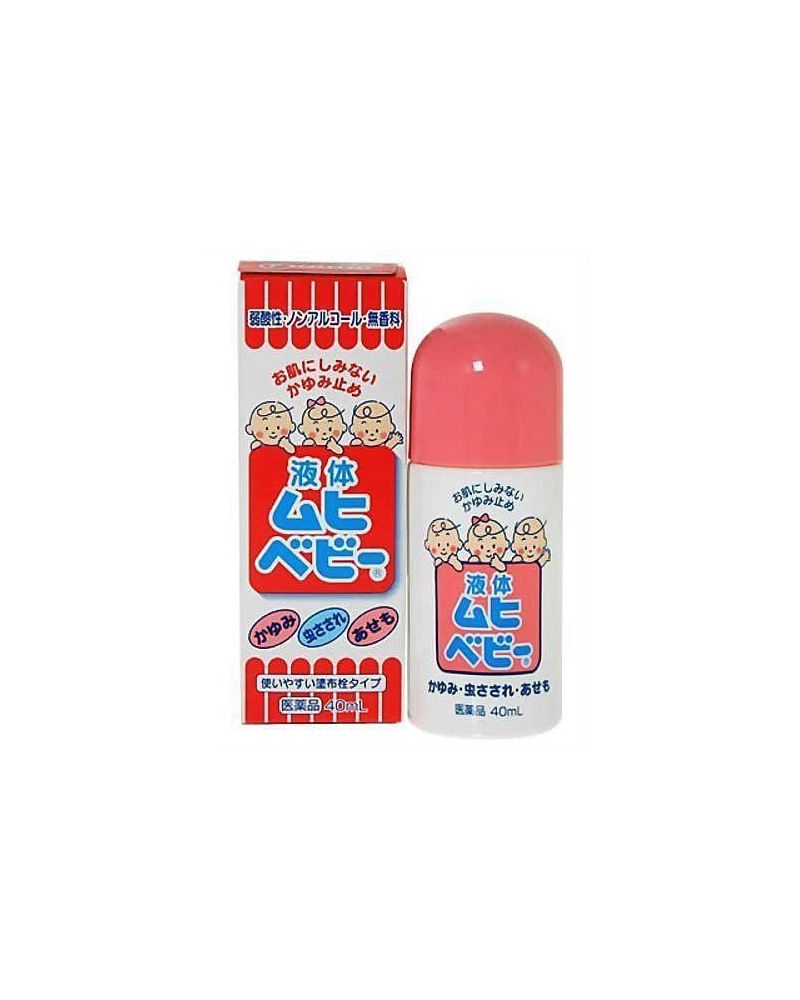 弱酸性・ノンアルコール・無香料
お肌にしみない
かゆみ止め
液体
ムヒ
ベビー®
かゆみ
虫さされ
あせも
使いやすい塗布栓タイプ
医薬品 40mL
お肌にしみない
かゆみ止め
液体
ムヒ
ベビー®
かゆみ・虫さされ・あせも
医薬品 40mL